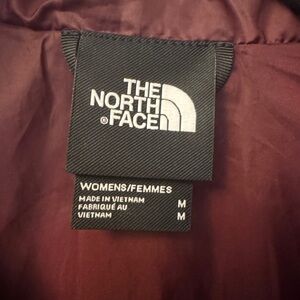 THE
NORTH
® FACE
WOMENS/FEMMES
MADE IN VIETNAM M
FABRIQUÉ AU
VIETNAM M